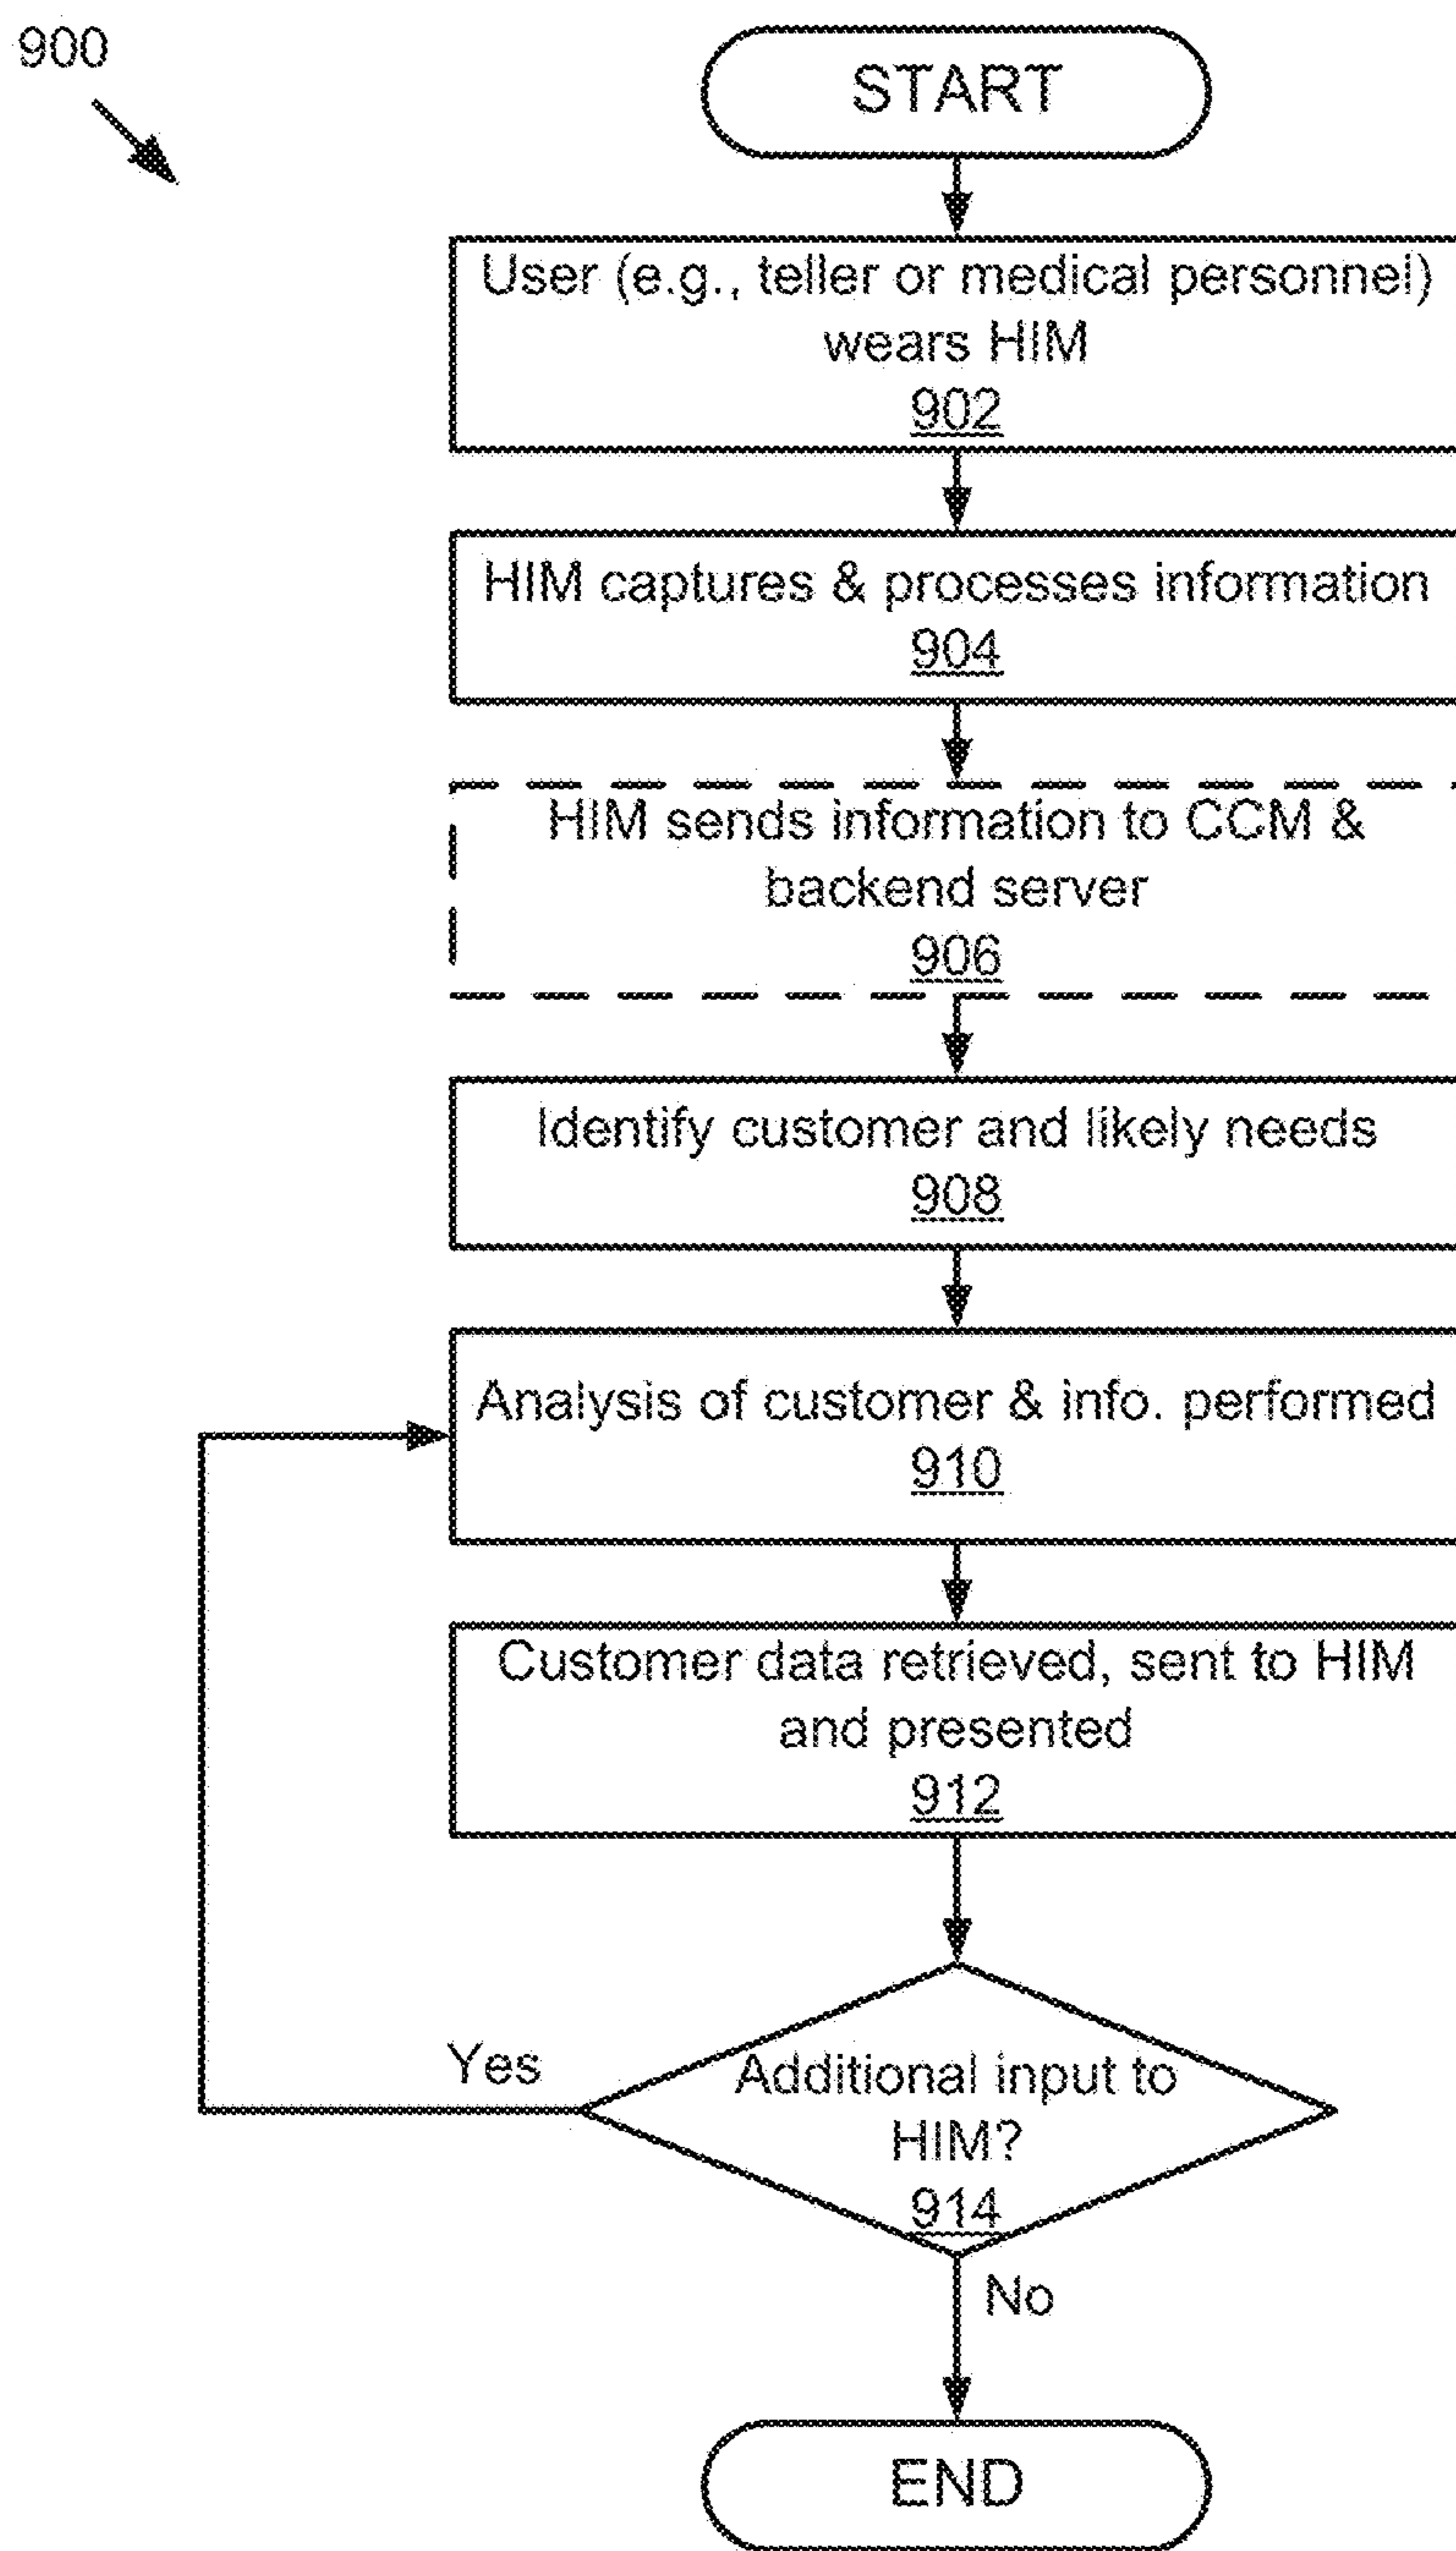 900
START
User (e.g., teller or medical personnel)
wears HIM
902
HIM captures & processes information
904
HIM sends information to CCM &
backend server
906
Identify customer and likely needs
908
Analysis of customer & info. performed
910
Customer data retrieved, sent to HIM
and presented
912
Yes
Additional input to
HIM?
914
No
END